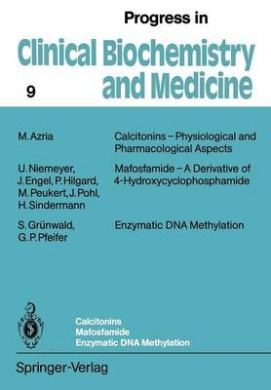 Progress in
Clinical Biochemistry
and Medicine
9
M. Azria
Calcitonins – Physiological and
Pharmacological Aspects
U. Niemeyer,
J. Engel, P. Hilgard,
M. Peukert, J. Pohl,
H. Sindermann
Mafosfamide – A Derivative of
4-Hydroxycyclophosphamide
S. Grünwald,
G. P. Pfeifer
Enzymatic DNA Methylation
Calcitonins
Mafosfamide
Enzymatic DNA Methylation
Springer-Verlag